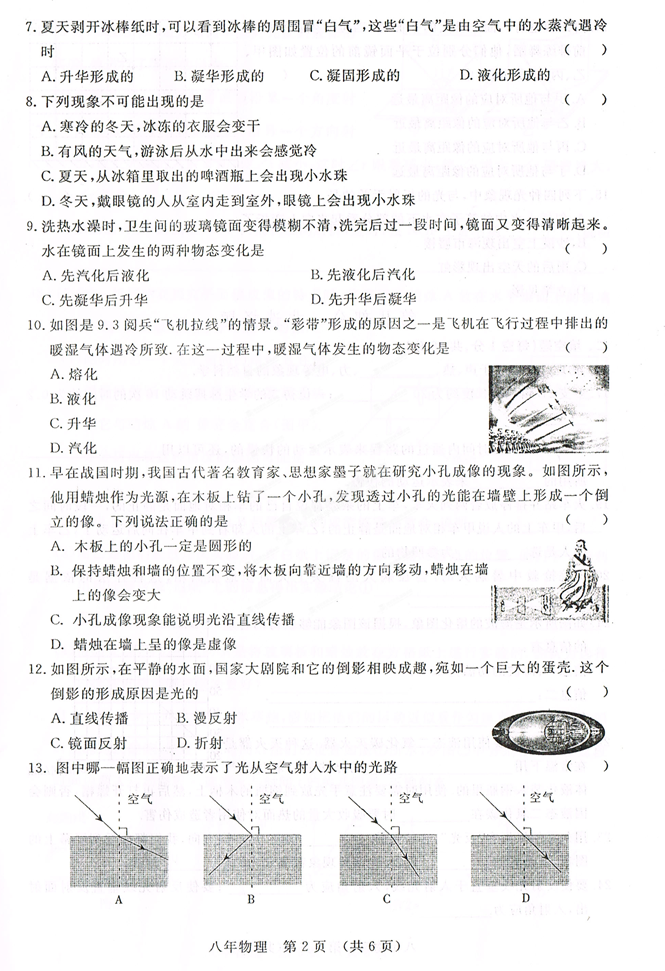 7.夏天剥开冰棒纸时,可以看到冰棒的周围冒“白气”,这些“白气”是由空气中的水蒸汽遇冷
时 ( )
A.升华形成的 B.凝华形成的 C.凝固形成的 D.液化形成的
8.下列现象不可能出现的是 ( )
A.寒冷的冬天,冰冻的衣服会变干
B.有风的天气,游泳后从水中出来会感觉冷
C.夏天,从冰箱里取出的啤酒瓶上会出现小水珠
D.冬天,戴眼镜的人从室内走到室外,眼镜上会出现小水珠
9.洗热水澡时,卫生间的玻璃镜面变得模糊不清,洗完后过一段时间,镜面又变得清晰起来。
水在镜面上发生的两种物态变化是 ( )
A.先汽化后液化 B.先液化后汽化
C.先凝华后升华 D.先升华后凝华
10.如图是9.3阅兵“飞机拉线”的情景。“彩带”形成的原因之一是飞机在飞行过程中排出的
暖湿气体遇冷所致.在这一过程中,暖湿气体发生的物态变化是 ( )
A.熔化
B.液化
C.升华
D.汽化
11.早在战国时期,我国古代著名教育家、思想家墨子就在研究小孔成像的现象。如图所示,
他用蜡烛作为光源,在木板上钻了一个小孔,发现透过小孔的光能在墙壁上形成一个倒
立的像。下列说法正确的是 ( )
A. 木板上的小孔一定是圆形的
B. 保持蜡烛和墙的位置不变,将木板向靠近墙的方向移动,蜡烛在墙
上的像会变大
C. 小孔成像现象能说明光沿直线传播
D. 蜡烛在墙上呈的像是虚像
12.如图所示,在平静的水面,国家大剧院和它的倒影相映成趣,宛如一个巨大的蛋壳.这个
倒影的形成原因是光的 ( )
A.直线传播 B.漫反射
C.镜面反射 D.折射
13. 图中哪一幅图正确地表示了光从空气射人水中的光路 ( )
空气 空气 空气 空气
A B C D
八年物理 第2页 (共6页)